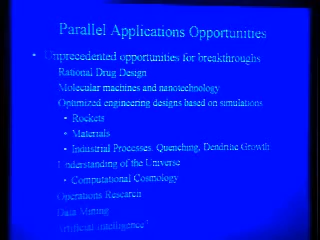 Parallel Applications Opportunities
• Unprecedented opportunities for breakthroughs
Rational Drug Design
Molecular machines and nanotechnology
Optimized engineering designs based on simulations
• Rockets
• Materials
• Industrial Processes: Quenching, Dendrite Growth
Understanding of the Universe
• Computational Cosmology
Operations Research
Data Mining
Artificial Intelligence!